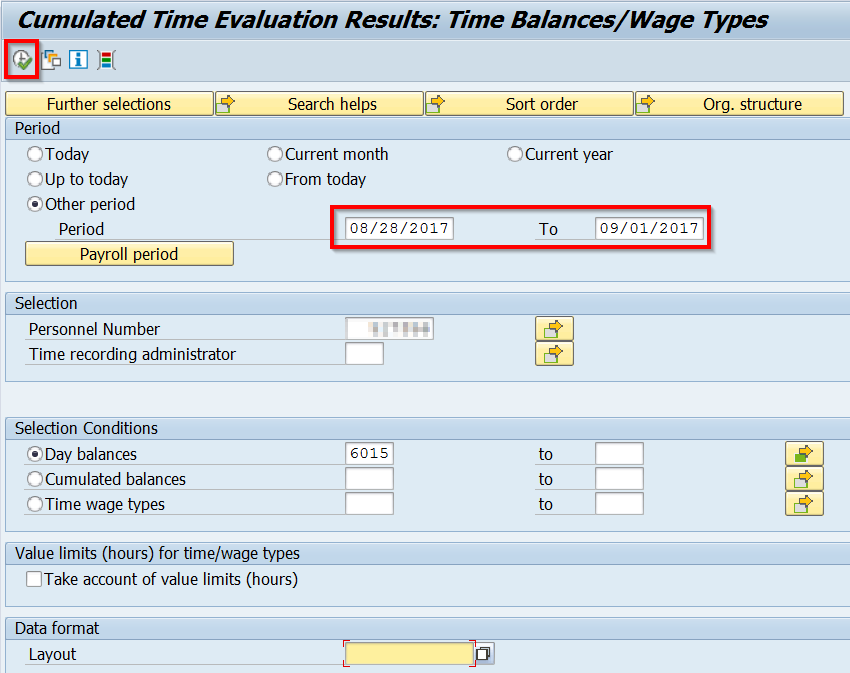 Cumulated Time Evaluation Results: Time Balances/Wage Types
Further selections Search helps Sort order Org. structure
Period
Today Current month Current year
Up to today From today
Other period
Period 08/28/2017 To 09/01/2017
Payroll period
Selection
Personnel Number
Time recording administrator
Selection Conditions
Day balances 6015 to
Cumulated balances to
Time wage types to
Value limits (hours) for time/wage types
Take account of value limits (hours)
Data format
Layout